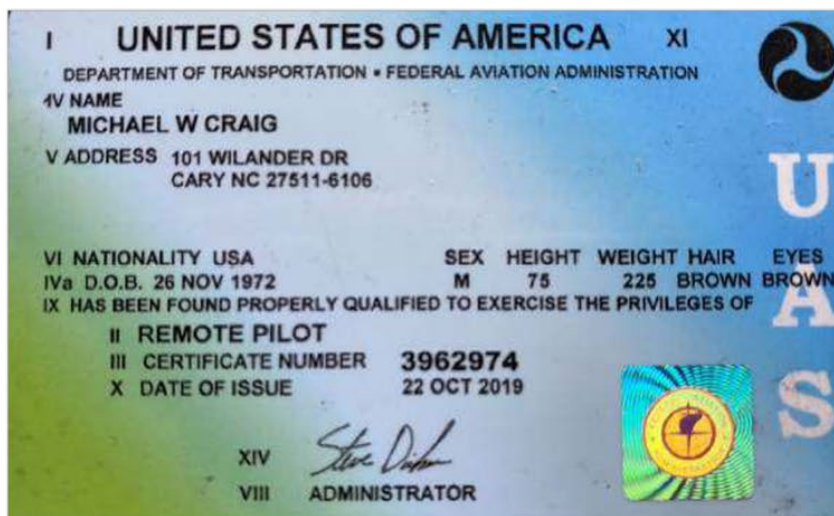 I UNITED STATES OF AMERICA XI
DEPARTMENT OF TRANSPORTATION • FEDERAL AVIATION ADMINISTRATION
IV NAME
MICHAEL W CRAIG
V ADDRESS 101 WILANDER DR
CARY NC 27511-6106
VI NATIONALITY USA SEX HEIGHT WEIGHT HAIR EYES
IVa D.O.B. 26 NOV 1972 M 75 225 BROWN BROWN
IX HAS BEEN FOUND PROPERLY QUALIFIED TO EXERCISE THE PRIVILEGES OF
II REMOTE PILOT
III CERTIFICATE NUMBER 3962974
X DATE OF ISSUE 22 OCT 2019
XIV
VIII ADMINISTRATOR
UAS